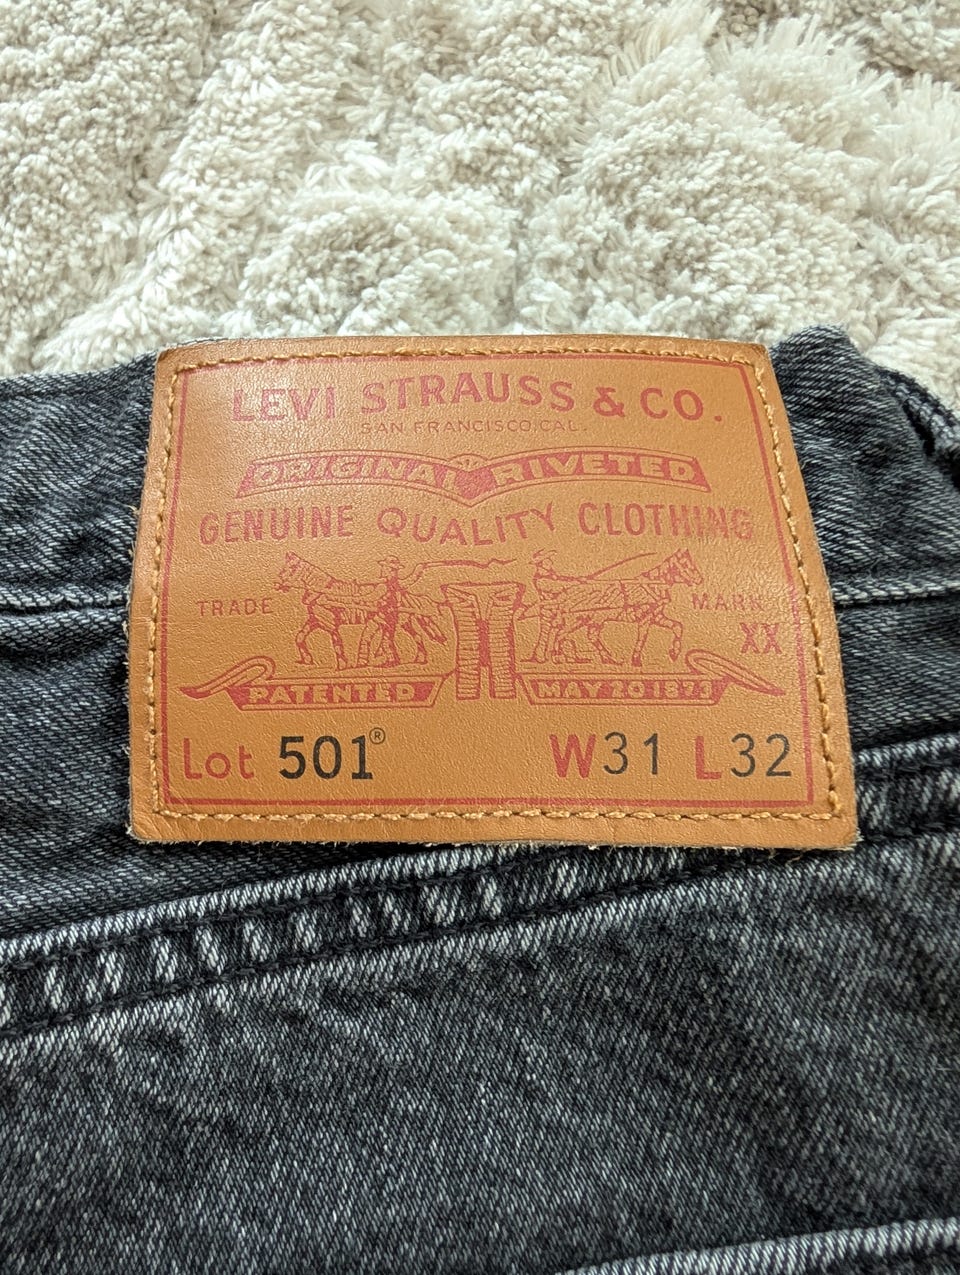 LEVI STRAUSS & CO.
SAN FRANCISCO, CAL.
ORIGINAL RIVETED
GENUINE QUALITY CLOTHING
TRADE MARK
XX
PATENTED MAY 20 1873
Lot 501® W31 L32